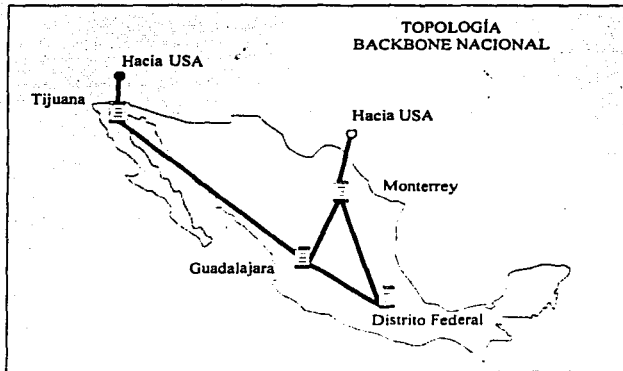 TOPOLOGÍA
BACKBONE NACIONAL
Hacia USA
Tijuana
Hacia USA
Monterrey
Guadalajara
Distrito Federal